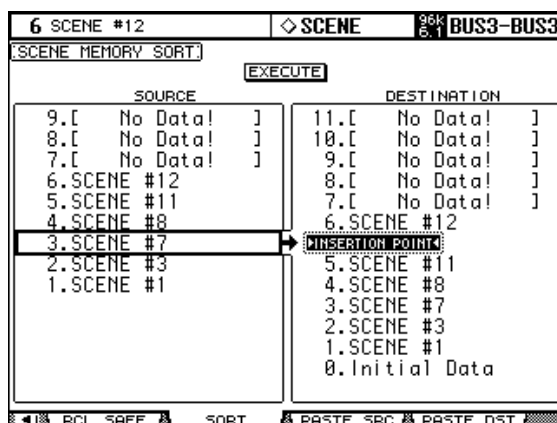 6 SCENE #12 SCENE 96k 6.1 BUS3-BUS3
SCENE MEMORY SORT
EXECUTE
SOURCE
9.[ No Data! ]
8.[ No Data! ]
7.[ No Data! ]
6.SCENE #12
5.SCENE #11
4.SCENE #8
3.SCENE #7
2.SCENE #3
1.SCENE #1
DESTINATION
11.[ No Data! ]
10.[ No Data! ]
9.[ No Data! ]
8.[ No Data! ]
7.[ No Data! ]
6.SCENE #12
INSERTION POINT
5.SCENE #11
4.SCENE #8
3.SCENE #7
2.SCENE #3
1.SCENE #1
0.Initial Data
RCL SAFE SORT PASTE SRC PASTE DST